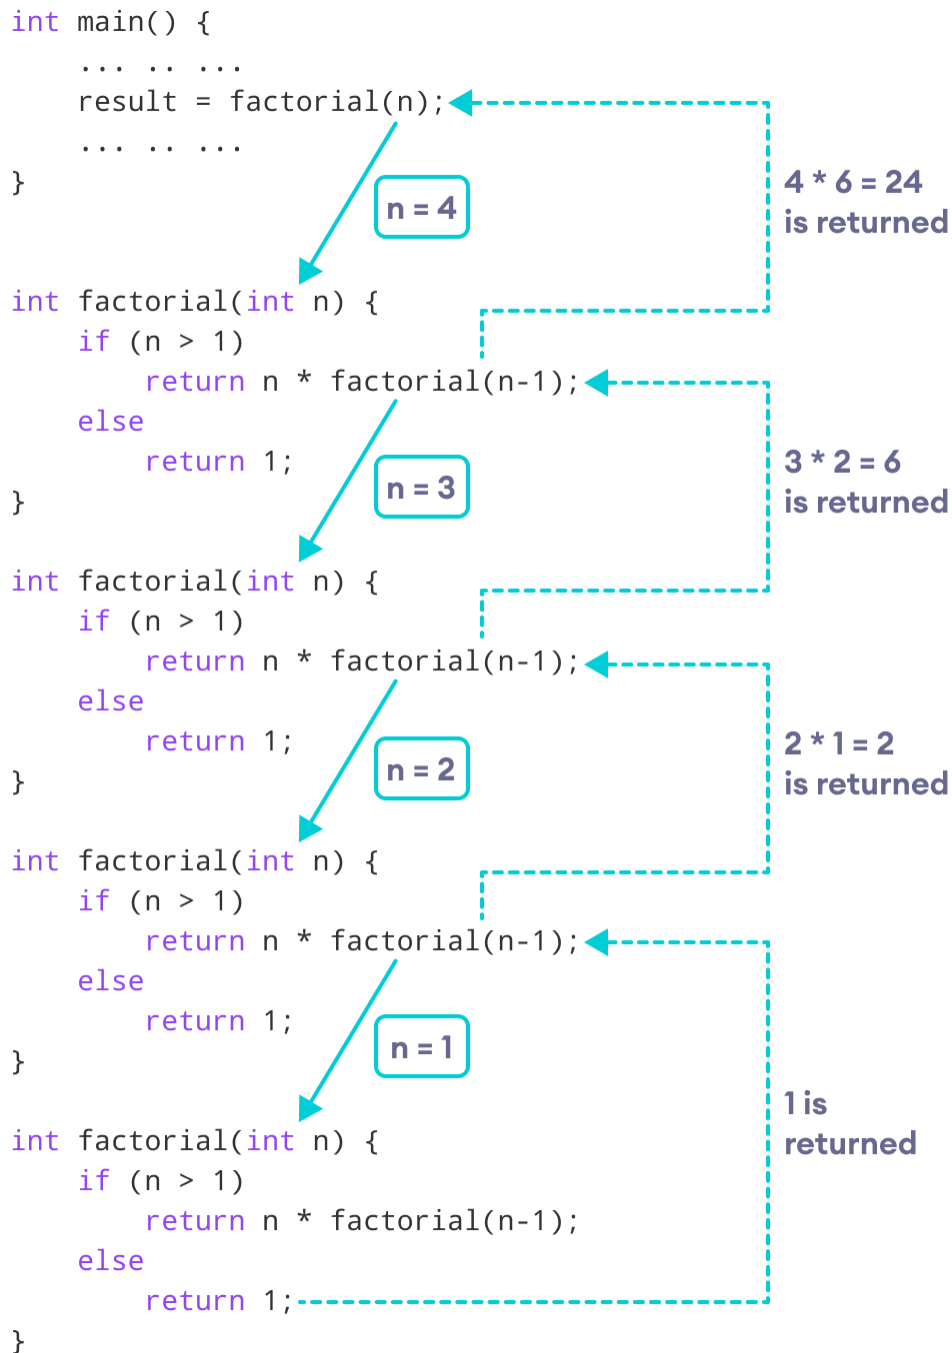 int main() {
... .. ...
result = factorial(n);
... .. ...
}
n = 4
4 * 6 = 24
is returned
int factorial(int n) {
if (n > 1)
return n * factorial(n-1);
else
return 1;
}
n = 3
3 * 2 = 6
is returned
int factorial(int n) {
if (n > 1)
return n * factorial(n-1);
else
return 1;
}
n = 2
2 * 1 = 2
is returned
int factorial(int n) {
if (n > 1)
return n * factorial(n-1);
else
return 1;
}
n = 1
1 is
returned
int factorial(int n) {
if (n > 1)
return n * factorial(n-1);
else
return 1;
}